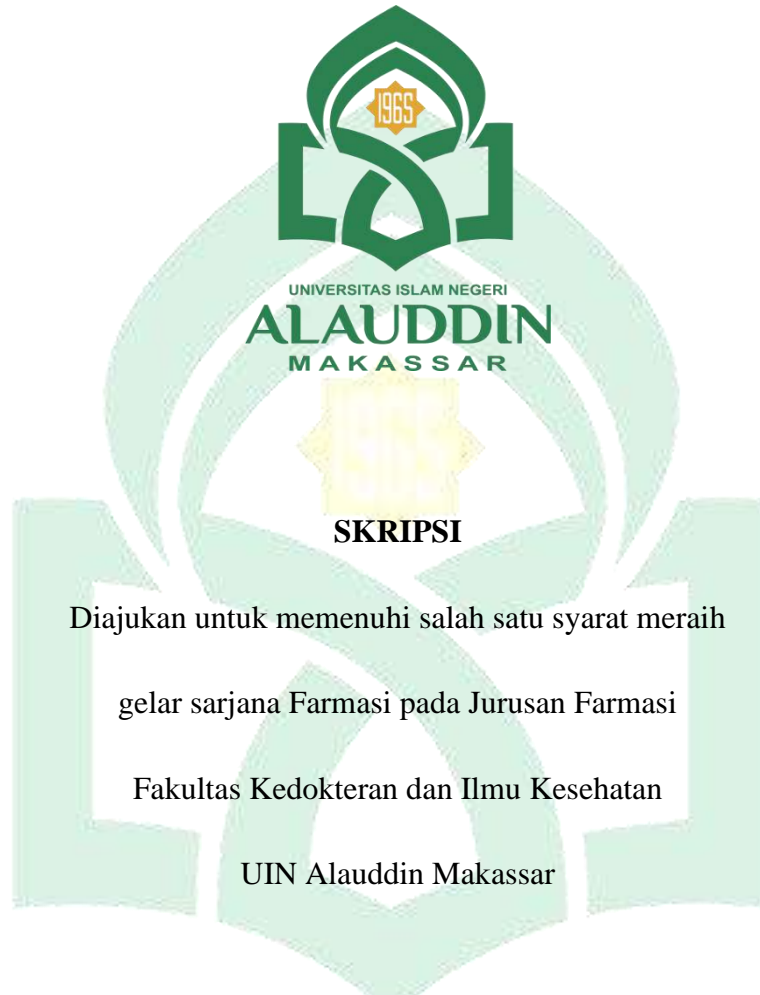 1965
UNIVERSITAS ISLAM NEGERI
ALAUDDIN
MAKASSAR
1965
SKRIPSI
Diajukan untuk memenuhi salah satu syarat meraih
gelar sarjana Farmasi pada Jurusan Farmasi
Fakultas Kedokteran dan Ilmu Kesehatan
UIN Alauddin Makassar